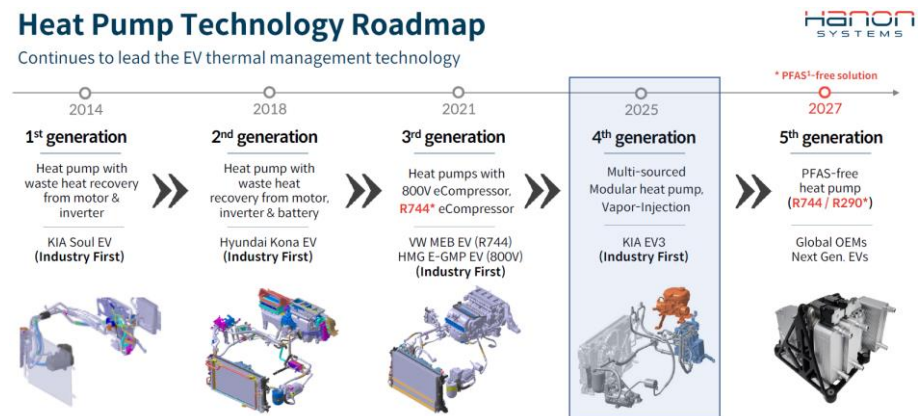 Heat Pump Technology Roadmap
Continues to lead the EV thermal management technology
Hanon
SYSTEMS
* PFAS¹-free solution
2014
2018
2021
2025
2027
1st generation
Heat pump with
waste heat recovery
from motor &
inverter
KIA Soul EV
(Industry First)
2nd generation
Heat pump with
waste heat
recovery from motor,
inverter & battery
Hyundai Kona EV
(Industry First)
3rd generation
Heat pumps with
800V eCompressor,
R744* eCompressor
VW MEB EV (R744)
HMG E-GMP EV (800V)
(Industry First)
4th generation
Multi-sourced
Modular heat pump,
Vapor-Injection
KIA EV3
(Industry First)
5th generation
PFAS-free
heat pump
(R744 / R290*)
Global OEMs
Next Gen. EVs